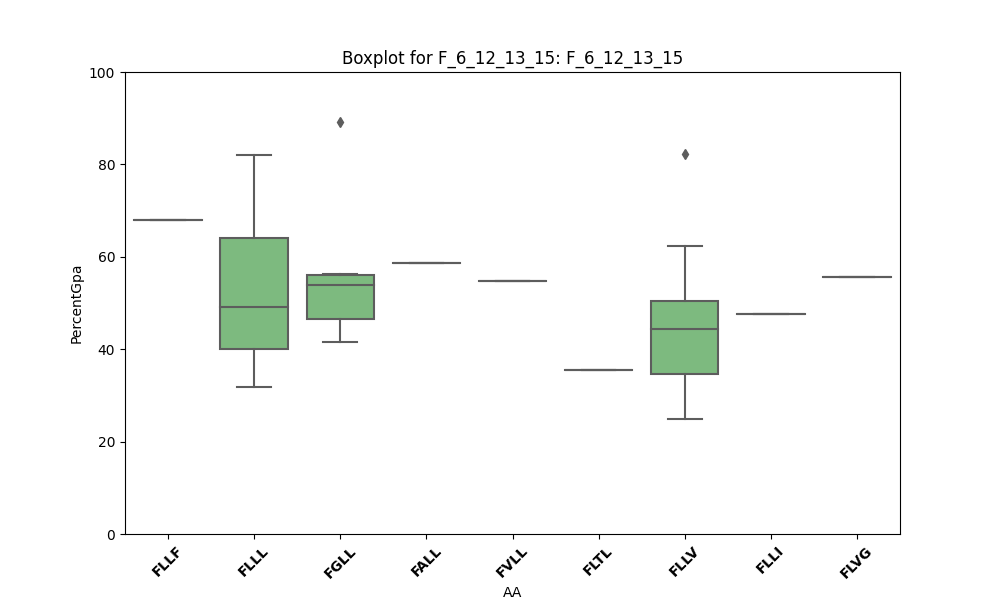 Boxplot for F_6_12_13_15: F_6_12_13_15
100
80
60
40
20
0
PercentGpa
FLLF
FLLL
FGLL
FALL
FVLL
FLTL
FLLV
FLLI
FLVG
AA